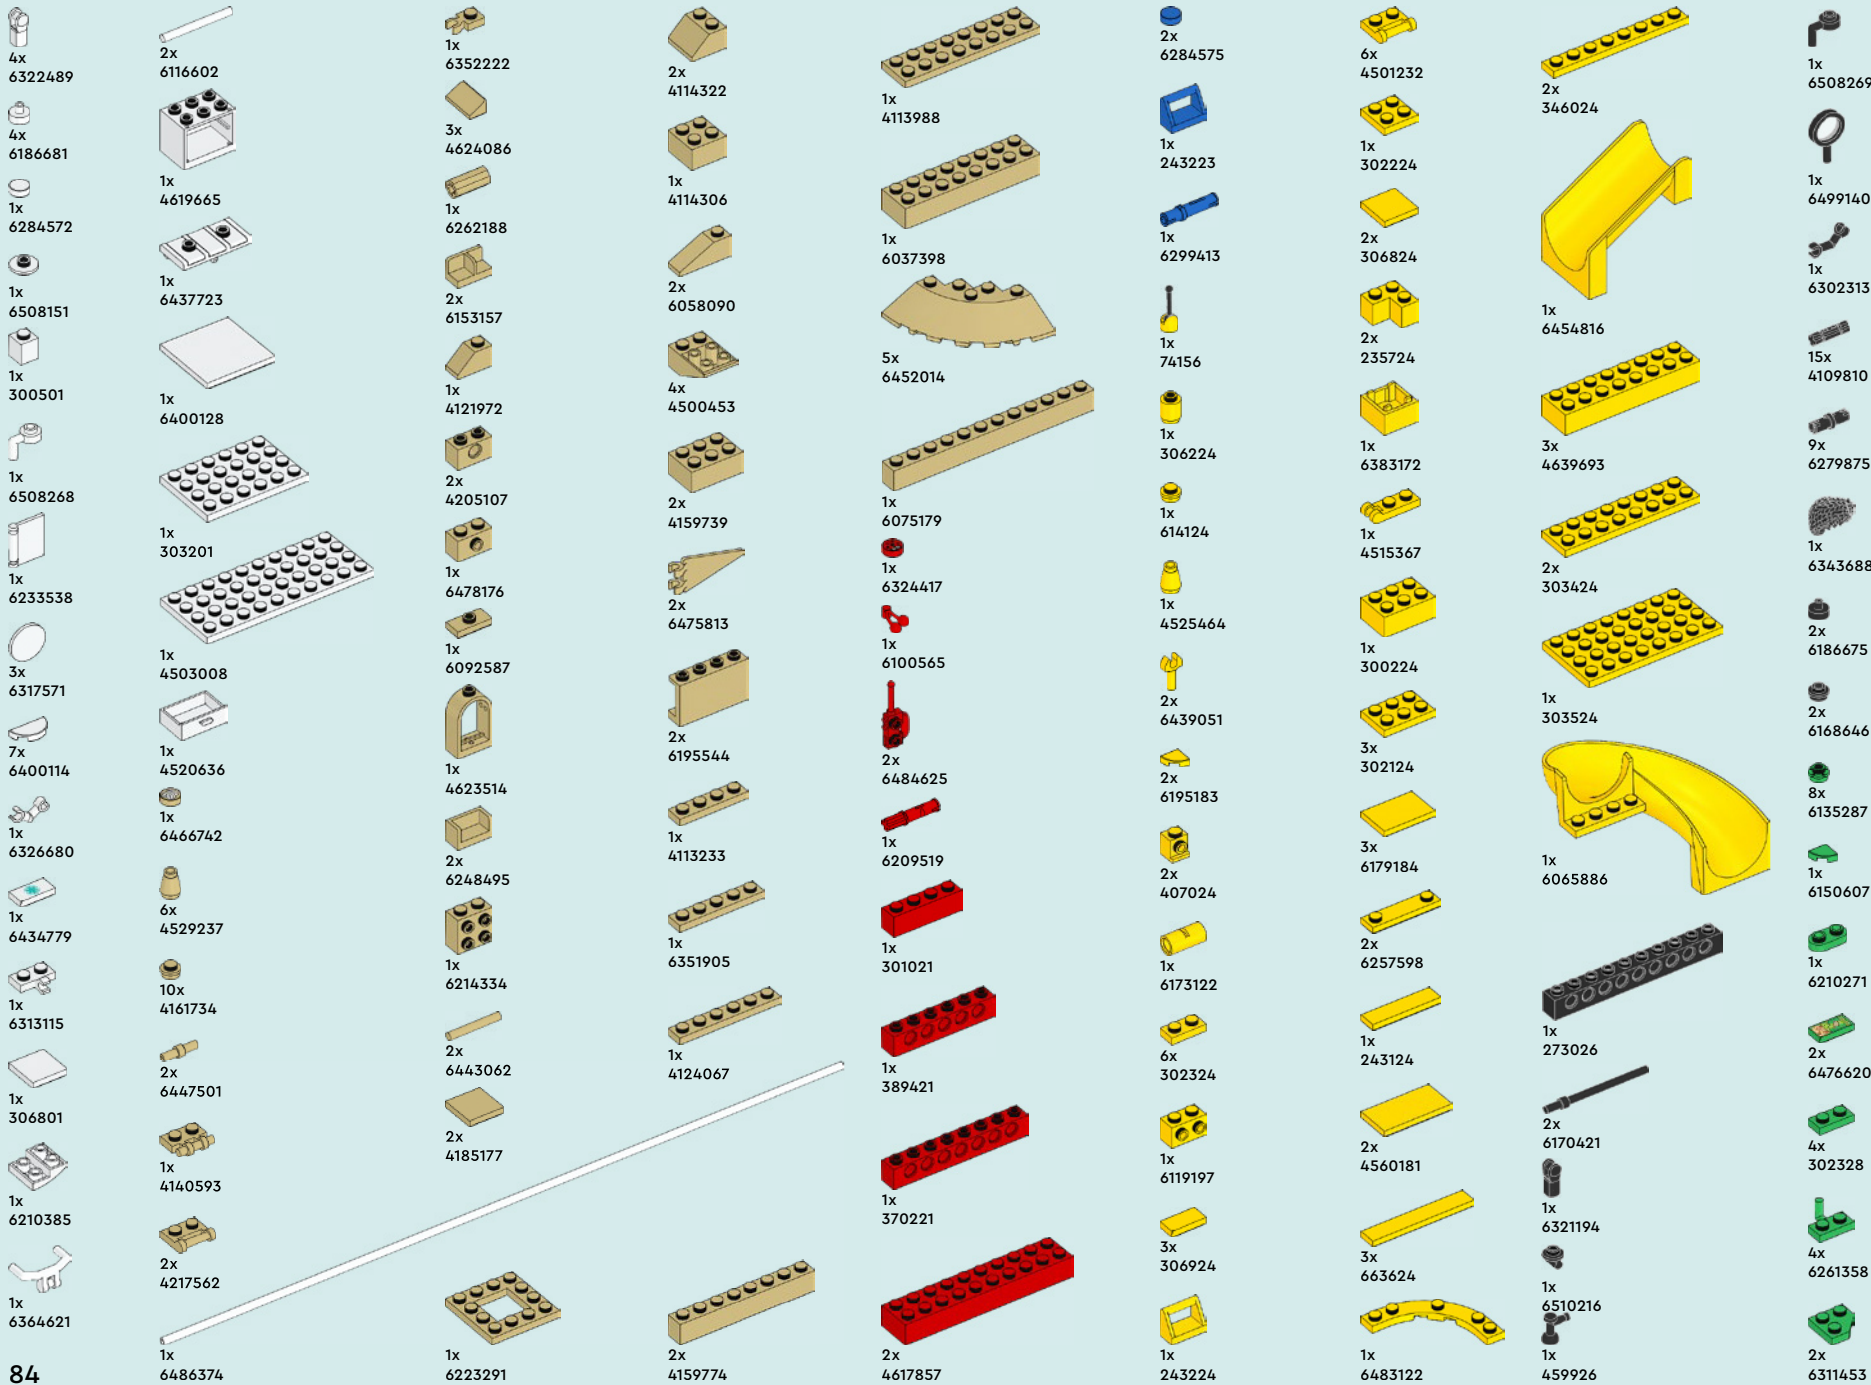 4x
6322489
4x
6186681
1x
6284572
1x
6508151
1x
300501
1x
6508268
1x
6233538
3x
6317571
7x
6400114
1x
6326680
1x
6434779
1x
6313115
1x
306801
1x
6210385
1x
6364621
84
2x
6116602
1x
4619665
1x
6437723
1x
6400128
1x
303201
1x
4503008
1x
4520636
1x
6466742
6x
4529237
10x
4161734
2x
6447501
1x
4140593
2x
4217562
1x
6486374
1x
6352222
3x
4624086
1x
6262188
2x
6153157
1x
4121972
2x
4205107
1x
6478176
1x
6092587
1x
4623514
2x
6248495
1x
6214334
2x
6443062
2x
4185177
1x
6223291
2x
4114322
1x
4114306
2x
6058090
4x
4500453
2x
4159739
2x
6475813
2x
6195544
1x
4113233
1x
6351905
1x
4124067
2x
4159774
1x
4113988
1x
6037398
5x
6452014
1x
6075179
1x
6324417
1x
6100565
2x
6484625
1x
6209519
1x
301021
1x
389421
1x
370221
2x
4617857
2x
6284575
1x
243223
1x
6299413
1x
74156
1x
306224
1x
614124
1x
4525464
2x
6439051
2x
6195183
2x
407024
1x
6173122
6x
302324
1x
6119197
3x
306924
1x
243224
6x
4501232
1x
302224
2x
306824
2x
235724
1x
6383172
1x
4515367
1x
300224
3x
302124
3x
6179184
2x
6257598
1x
243124
2x
4560181
3x
663624
1x
6483122
2x
346024
1x
6454816
3x
4639693
2x
303424
1x
303524
1x
6065886
1x
273026
2x
6170421
1x
6321194
1x
6510216
1x
459926
1x
6508269
1x
6499140
1x
6302313
15x
4109810
9x
6279875
1x
6343688
2x
6186675
2x
6168646
8x
6135287
1x
6150607
1x
6210271
2x
6476620
4x
302328
4x
6261358
2x
6311453